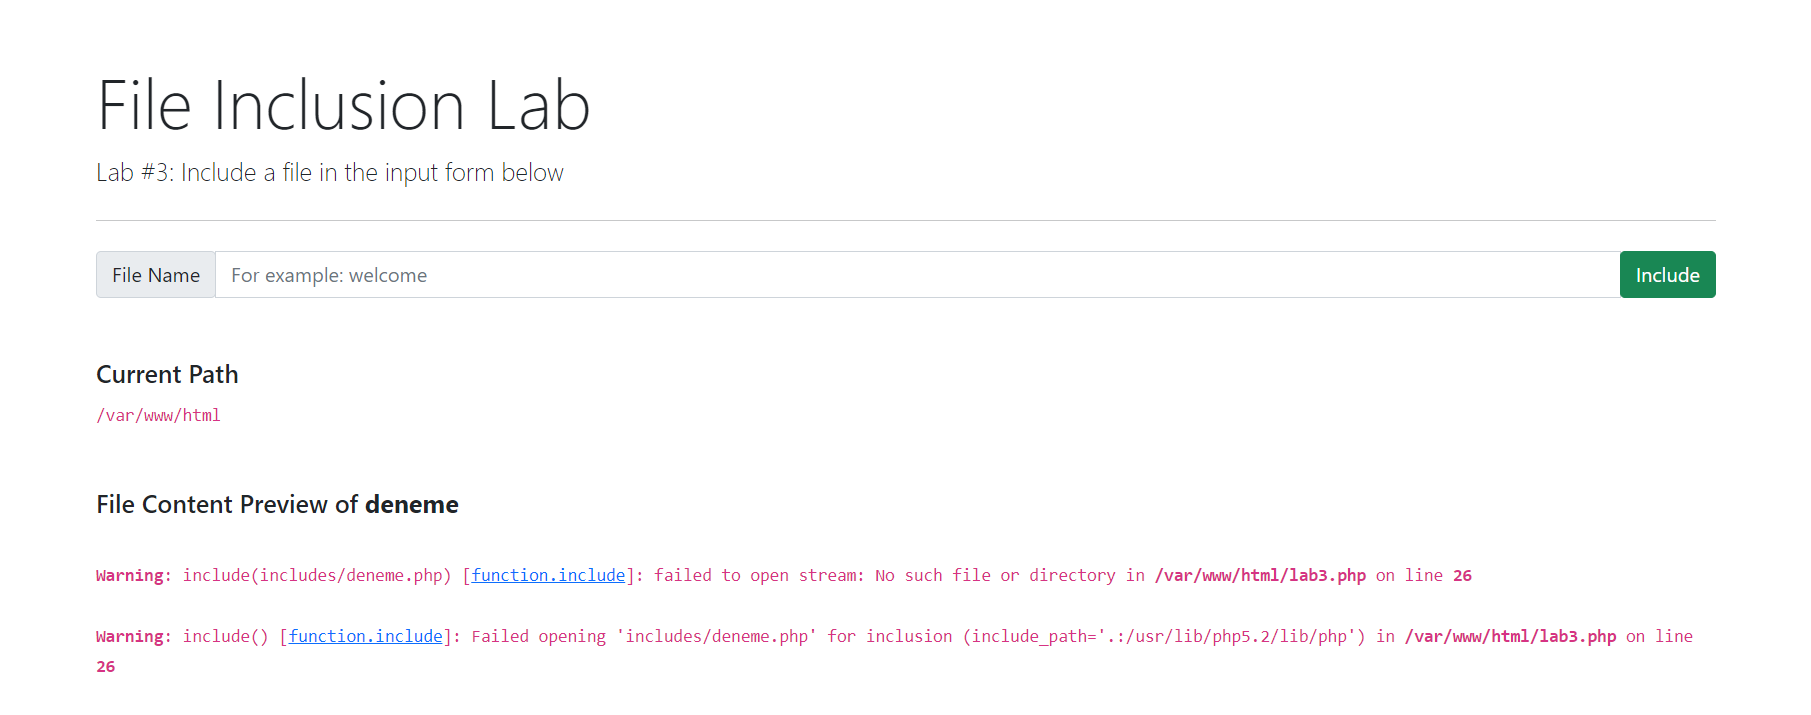 File Inclusion Lab
Lab #3: Include a file in the input form below
File Name For example: welcome Include
Current Path
/var/www/html
File Content Preview of deneme
Warning: include(includes/deneme.php) [function.include]: failed to open stream: No such file or directory in /var/www/html/lab3.php on line 26
Warning: include() [function.include]: Failed opening 'includes/deneme.php' for inclusion (include_path='.:/usr/lib/php5.2/lib/php') in /var/www/html/lab3.php on line
26